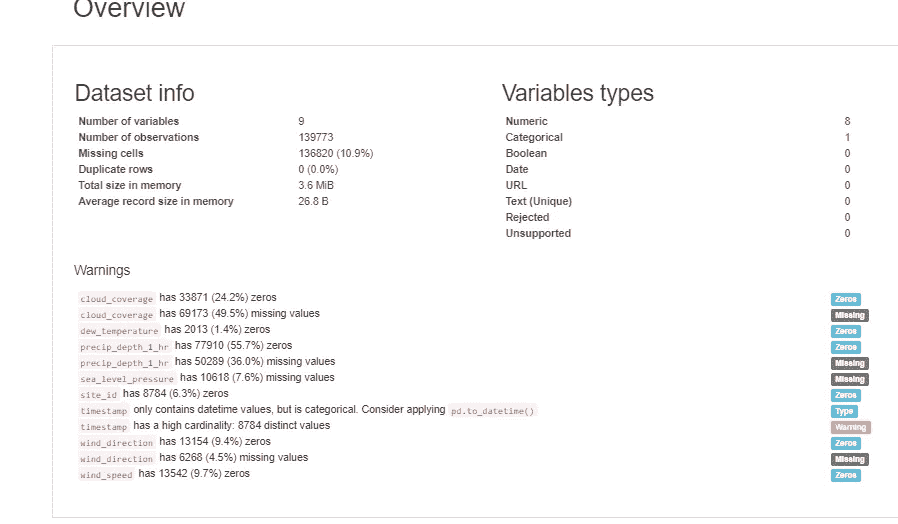 Overview
Dataset info
Number of variables 9
Number of observations 139773
Missing cells 136820 (10.9%)
Duplicate rows 0 (0.0%)
Total size in memory 3.6 MiB
Average record size in memory 26.8 B
Variables types
Numeric 8
Categorical 1
Boolean 0
Date 0
URL 0
Text (Unique) 0
Rejected 0
Unsupported 0
Warnings
cloud_coverage has 33871 (24.2%) zeros Zeros
cloud_coverage has 69173 (49.5%) missing values Missing
dew_temperature has 2013 (1.4%) zeros Zeros
precip_depth_1_hr has 77910 (55.7%) zeros Zeros
precip_depth_1_hr has 50289 (36.0%) missing values Missing
sea_level_pressure has 10618 (7.6%) missing values Missing
site_id has 8784 (6.3%) zeros Zeros
timestamp only contains datetime values, but is categorical. Consider applying pd.to_datetime() Type
timestamp has a high cardinality: 8784 distinct values Warning
wind_direction has 13154 (9.4%) zeros Zeros
wind_direction has 6268 (4.5%) missing values Missing
wind_speed has 13542 (9.7%) zeros Zeros